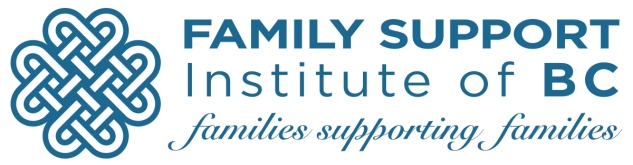 FAMILY SUPPORT
Institute of BC
families supporting families